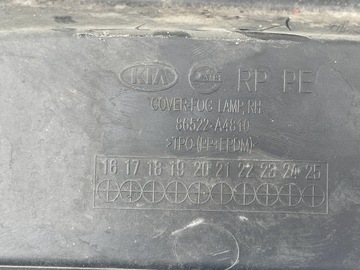 KIA RP PE
COVER-FOG LAMP, RH
86522-A4810
>TPO(PP+EPDM)<
16 17 18 19 20 21 22 23 24 25